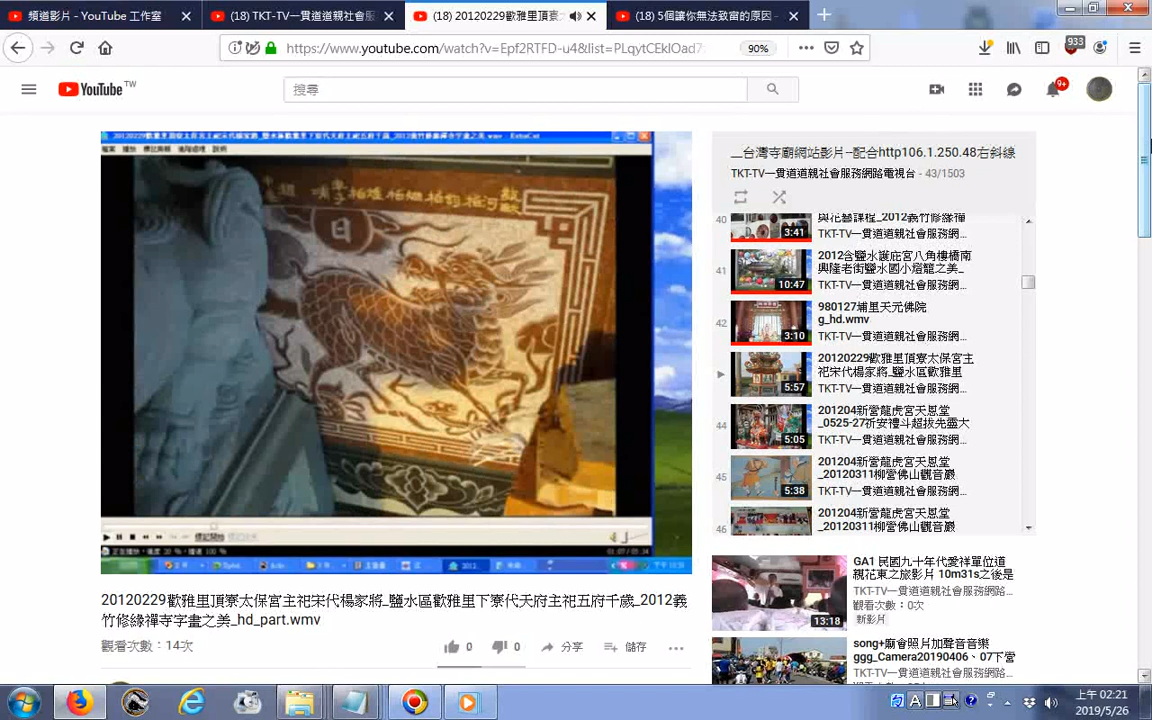 頻道影片 - YouTube 工作室
(18) TKT-TV一貫道道親社會服
(18) 20120229歡雅里頂寮
(18) 5個讓你無法致富的原因 -
https://www.youtube.com/watch?v=Epf2RTFD-u4&list=PLqytCEklOad7
90%
933
YouTube TW
搜尋
9+
日
20120229歡雅里頂寮太保宮主祀宋代楊家將_鹽水區歡雅里下寮代天府主祀五府千歲_2012義
竹修緣禪寺字畫之美_hd_part.wmv
觀看次數：14次
0
0
分享
儲存
台灣寺廟網站影片--配合http106.1.250.48右斜線
TKT-TV一貫道道親社會服務網路電視台 - 43/1503
40
3:41
與花藝課程_2012義竹修緣禪
TKT-TV一貫道道親社會服務網...
41
10:47
2012含鹽水護庇宮八角樓橋南
興隆老街鹽水國小燈籠之美_
TKT-TV一貫道道親社會服務網...
42
3:10
980127埔里天元佛院
g_hd.wmv
TKT-TV一貫道道親社會服務網...
5:57
20120229歡雅里頂寮太保宮主
祀宋代楊家將_鹽水區歡雅里
TKT-TV一貫道道親社會服務網...
44
5:05
201204新營龍虎宮天恩堂
_0525-27祈安禮斗超拔先靈大
TKT-TV一貫道道親社會服務網...
45
5:38
201204新營龍虎宮天恩堂
_20120311柳營佛山觀音巖
TKT-TV一貫道道親社會服務網...
46
201204新營龍虎宮天恩堂
_20120311柳營佛山觀音巖
13:18
GA1 民國九十年代愛祥單位道
親花東之旅影片 10m31s之後是
TKT-TV一貫道道親社會服務網路...
觀看次數：0次
新影片
song+廟會照片加聲音音樂
ggg_Camera20190406、07下營
TKT-TV一貫道道親社會服務網路...
上午 02:21
2019/5/26